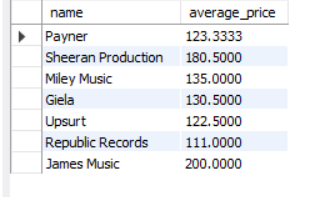 name average_price
Payner 123.3333
Sheeran Production 180.5000
Miley Music 135.0000
Giela 130.5000
Upsurt 122.5000
Republic Records 111.0000
James Music 200.0000